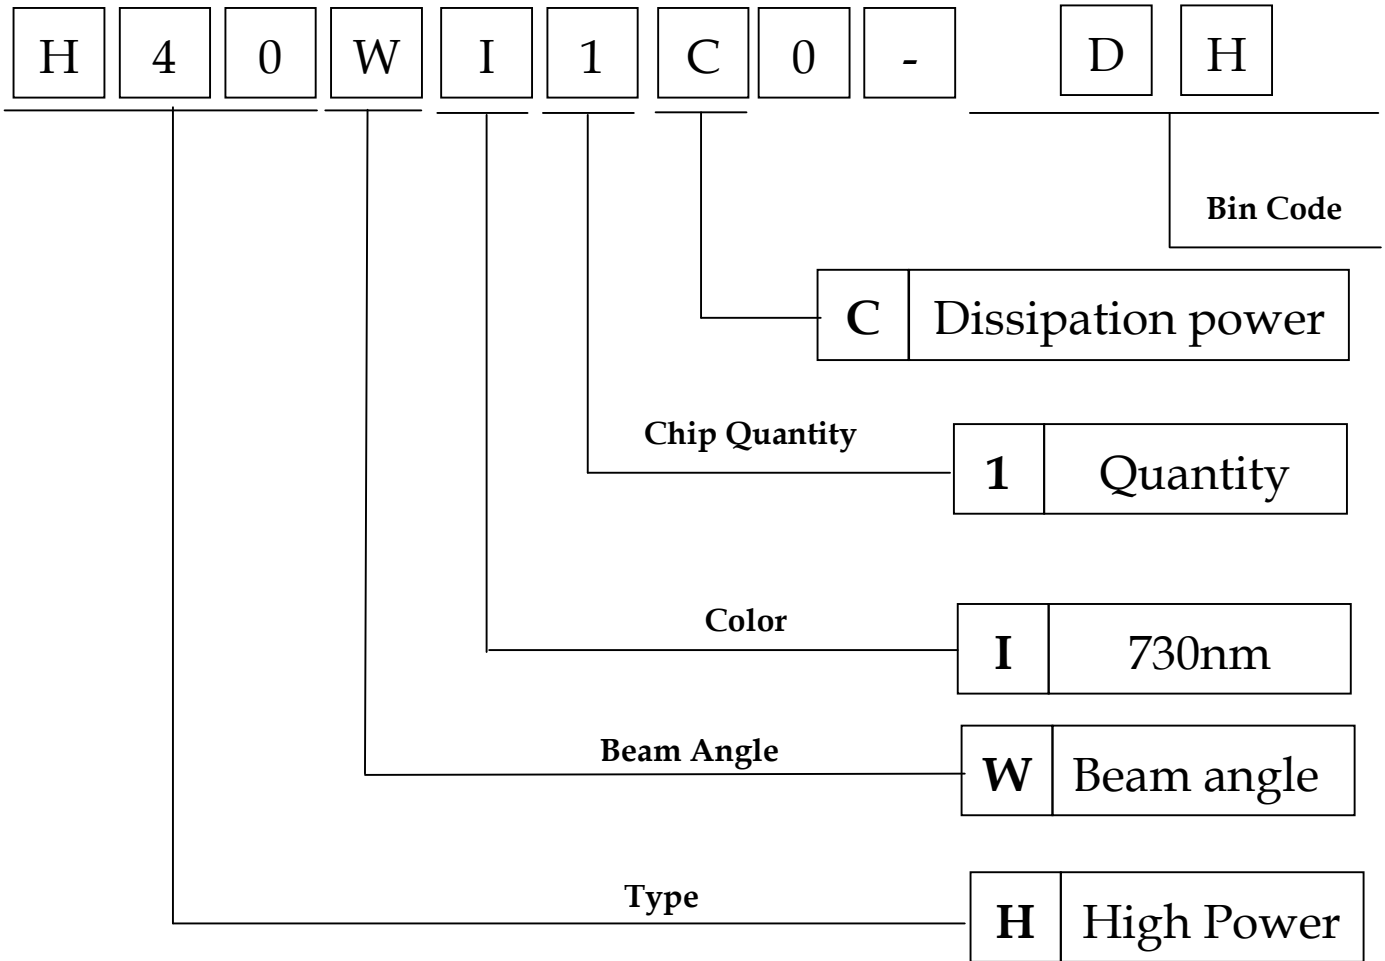 H 4 0 W I 1 C 0 - D H
Bin Code
C Dissipation power
Chip Quantity
1 Quantity
Color
I 730nm
Beam Angle
W Beam angle
Type
H High Power